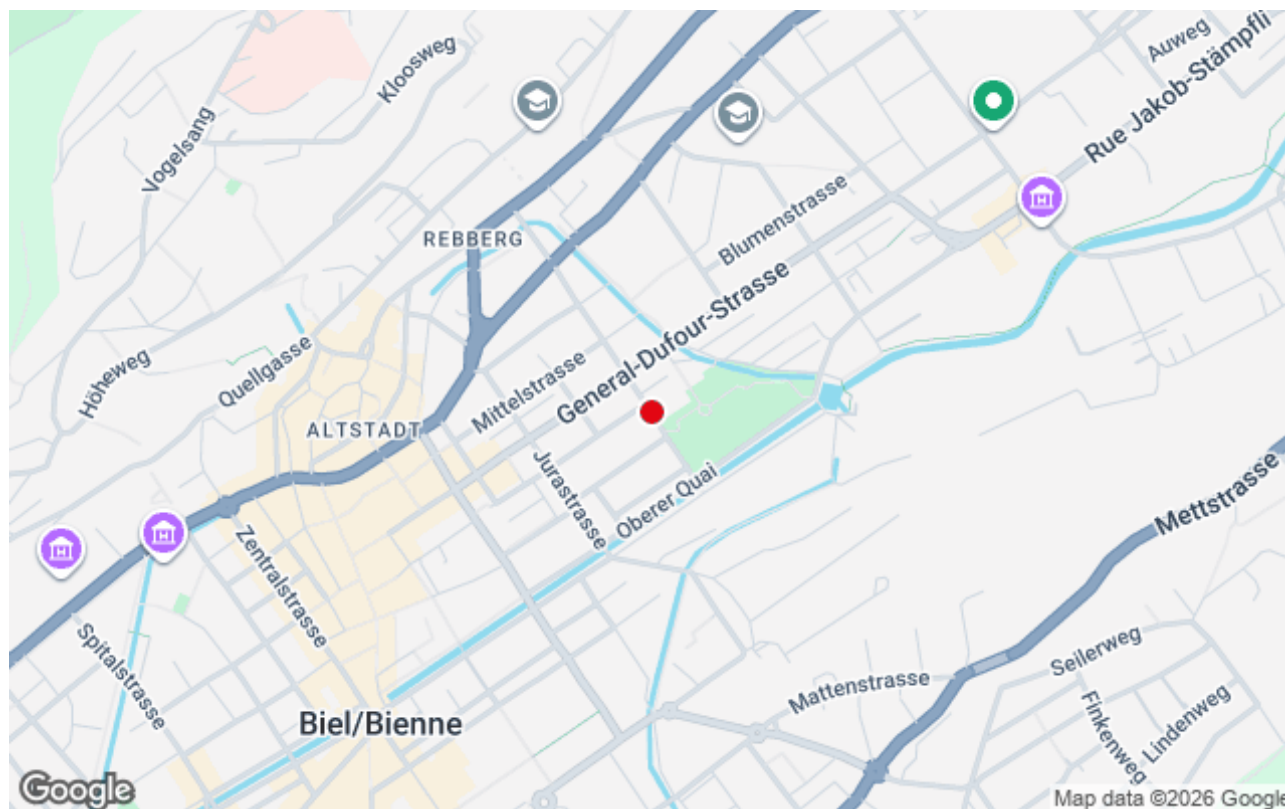 Auweg
Kloosweg
Rue Jakob-Stämpfli
Vogelsang
Blumenstrasse
REBBERG
General-Dufour-Strasse
Höheweg
Quellgasse
Mittelstrasse
ALTSTADT
Jurastrasse
Oberer Quai
Mettstrasse
Zentralstrasse
Spitalstrasse
Seilerweg
Mattenstrasse
Finkenweg
Lindenweg
Biel/Bienne
Google
Map data ©2026 Google